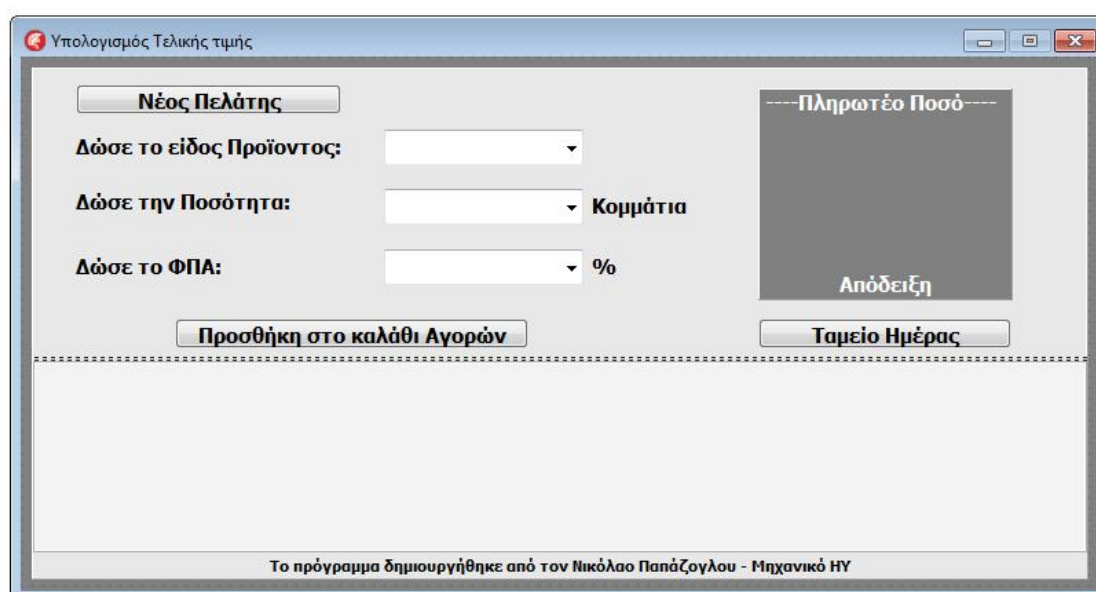 Υπολογισμός Τελικής τιμής
Νέος Πελάτης
----Πληρωτέο Ποσό----
Δώσε το είδος Προϊοντος:
Δώσε την Ποσότητα:
Κομμάτια
Δώσε το ΦΠΑ:
%
Απόδειξη
Προσθήκη στο καλάθι Αγορών
Ταμείο Ημέρας
Το πρόγραμμα δημιουργήθηκε από τον Νικόλαο Παπάζογλου - Μηχανικό ΗΥ